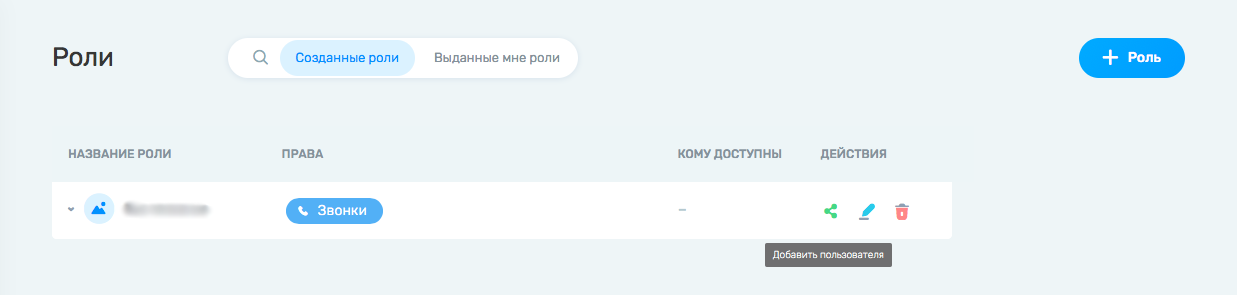 Роли
Созданные роли
Выданные мне роли
Роль
НАЗВАНИЕ РОЛИ
ПРАВА
КОМУ ДОСТУПНЫ
ДЕЙСТВИЯ
Звонки
–
Добавить пользователя